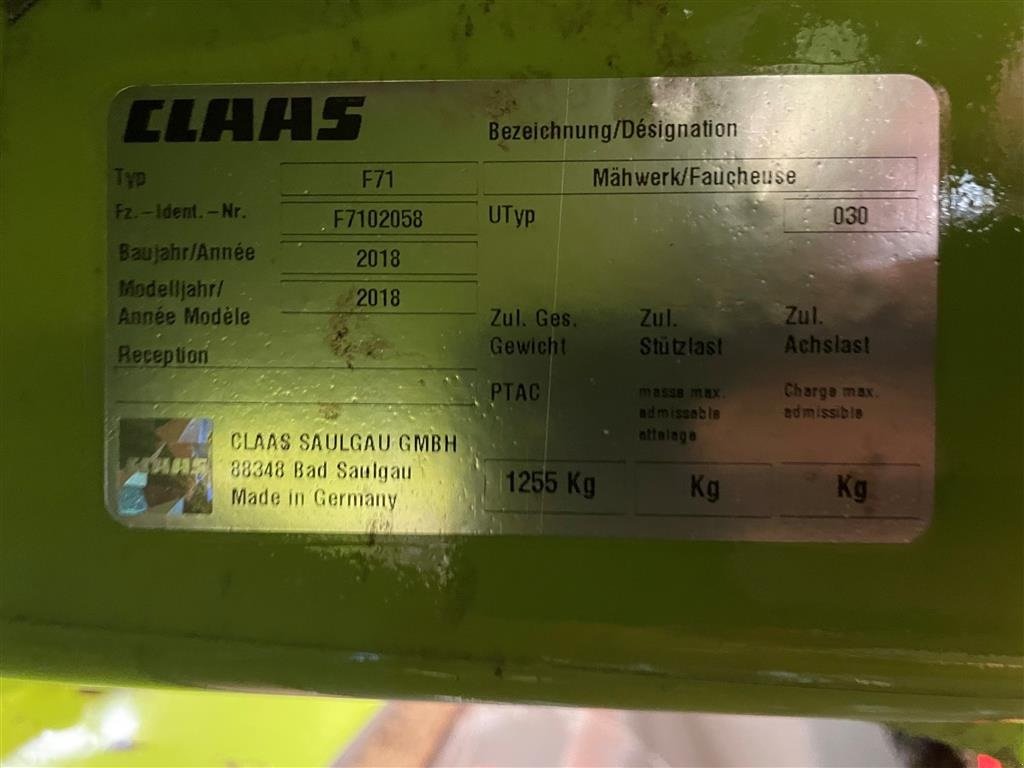 CLAAS
Bezeichnung/Désignation
Typ F71 Mähwerk/Faucheuse
Fz.-Ident.-Nr. F7102058 UTyp 030
Baujahr/Année 2018
Modelljahr/
Année Modèle 2018
Reception
Zul. Ges. Zul. Zul.
Gewicht Stützlast Achslast
PTAC masse max. Charge max.
admissable admissible
attelage
CLAAS
CLAAS SAULGAU GMBH
88348 Bad Saulgau
Made in Germany
1255 Kg Kg Kg